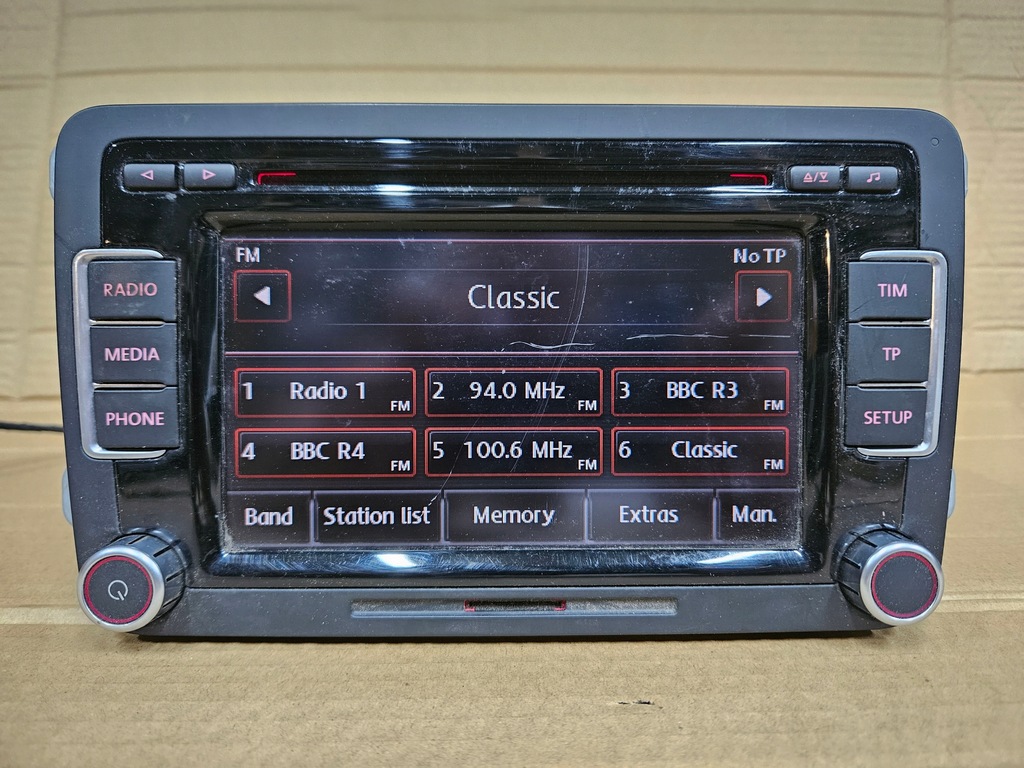 FM No TP
RADIO Classic TIM
MEDIA TP
1 Radio 1 FM 2 94.0 MHz FM 3 BBC R3 FM
PHONE SETUP
4 BBC R4 FM 5 100.6 MHz FM 6 Classic FM
Band Station list Memory Extras Man.